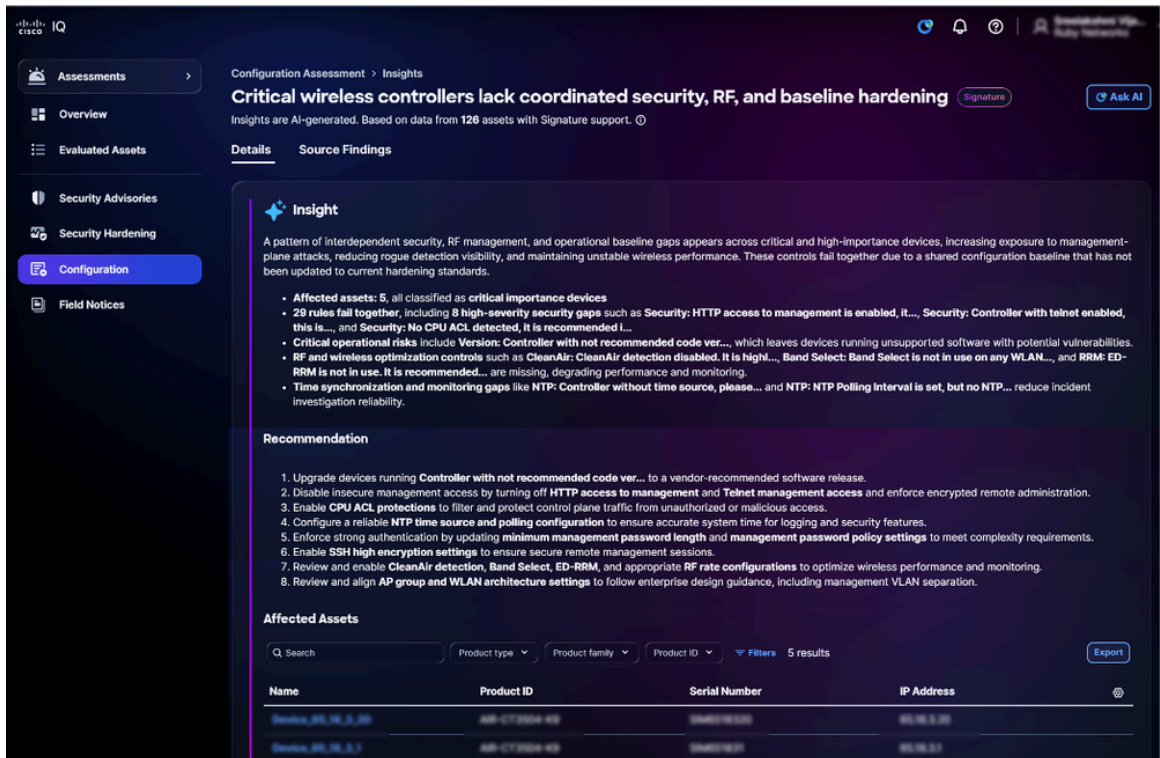 cisco IQ
Assessments
Overview
Evaluated Assets
Security Advisories
Security Hardening
Configuration
Field Notices
Configuration Assessment > Insights
Critical wireless controllers lack coordinated security, RF, and baseline hardening Signature
Ask AI
Insights are AI-generated. Based on data from 126 assets with Signature support.
Details Source Findings
Insight
A pattern of interdependent security, RF management, and operational baseline gaps appears across critical and high-importance devices, increasing exposure to management-
plane attacks, reducing rogue detection visibility, and maintaining unstable wireless performance. These controls fail together due to a shared configuration baseline that has not
been updated to current hardening standards.
• Affected assets: 5, all classified as critical importance devices
• 29 rules fail together, including 8 high-severity security gaps such as Security: HTTP access to management is enabled, it..., Security: Controller with telnet enabled,
this is..., and Security: No CPU ACL detected, it is recommended i...
• Critical operational risks include Version: Controller with not recommended code ver..., which leaves devices running unsupported software with potential vulnerabilities.
• RF and wireless optimization controls such as CleanAir: CleanAir detection disabled. It is highl..., Band Select: Band Select is not in use on any WLAN..., and RRM: ED-
RRM is not in use. It is recommended... are missing, degrading performance and monitoring.
• Time synchronization and monitoring gaps like NTP: Controller without time source, please... and NTP: NTP Polling Interval is set, but no NTP... reduce incident
investigation reliability.
Recommendation
1. Upgrade devices running Controller with not recommended code ver... to a vendor-recommended software release.
2. Disable insecure management access by turning off HTTP access to management and Telnet management access and enforce encrypted remote administration.
3. Enable CPU ACL protections to filter and protect control plane traffic from unauthorized or malicious access.
4. Configure a reliable NTP time source and polling configuration to ensure accurate system time for logging and security features.
5. Enforce strong authentication by updating minimum management password length and management password policy settings to meet complexity requirements.
6. Enable SSH high encryption settings to ensure secure remote management sessions.
7. Review and enable CleanAir detection, Band Select, ED-RRM, and appropriate RF rate configurations to optimize wireless performance and monitoring.
8. Review and align AP group and WLAN architecture settings to follow enterprise design guidance, including management VLAN separation.
Affected Assets
Search Product type Product family Product ID Filters 5 results Export
Name Product ID Serial Number IP Address